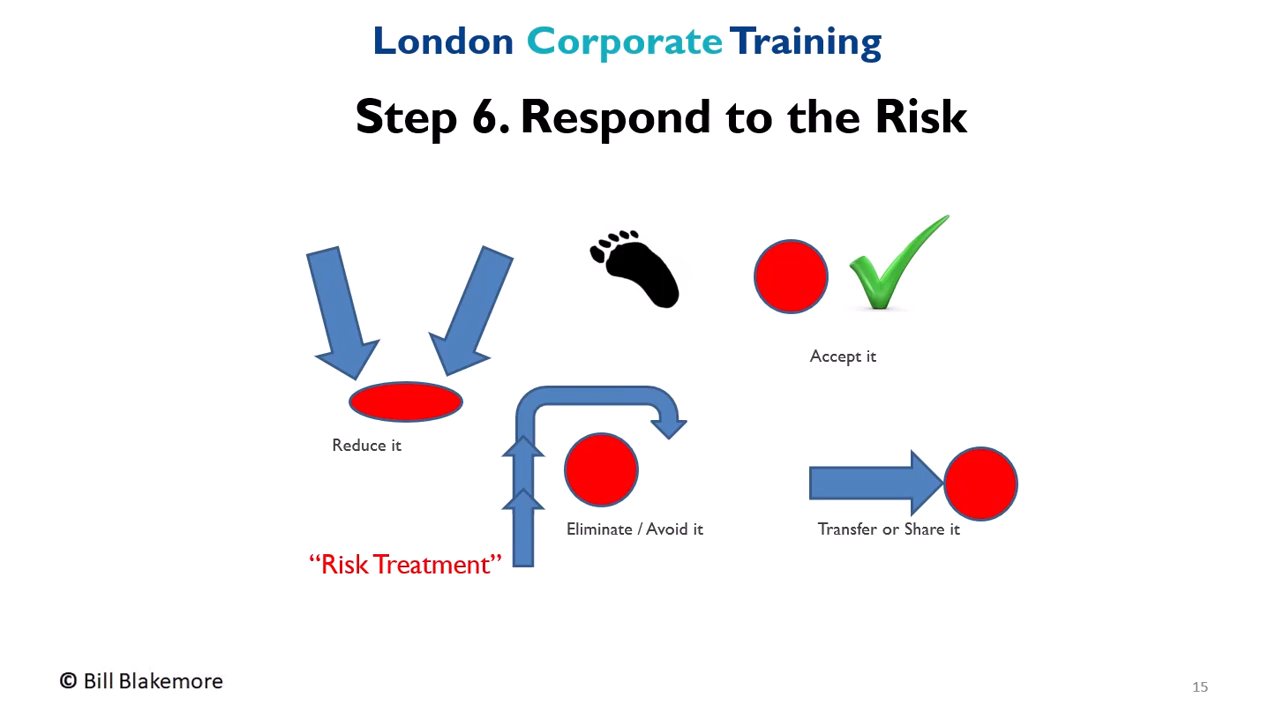 London Corporate Training
Step 6. Respond to the Risk
Accept it
Reduce it
Eliminate / Avoid it
Transfer or Share it
“Risk Treatment”
© Bill Blakemore
15